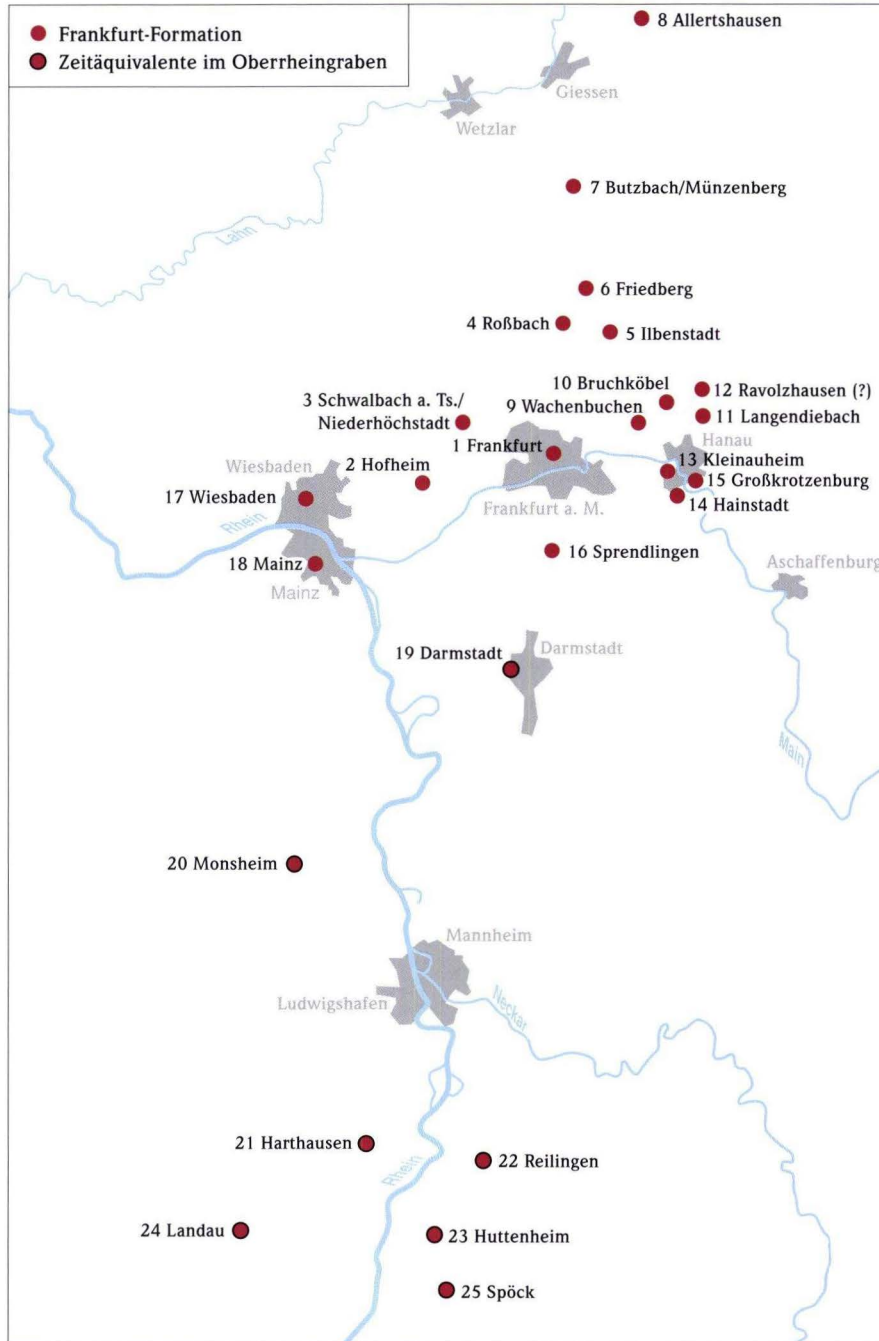 Frankfurt-Formation
Zeitäquivalente im Oberrheingraben
8 Allertshausen
Giessen
Wetzlar
7 Butzbach/Münzenberg
Lahn
6 Friedberg
4 Roßbach
5 Ilbenstadt
10 Bruchköbel
12 Ravolzhausen (?)
3 Schwalbach a. Ts./
Niederhöchstadt
9 Wachenbuchen
11 Langendiebach
Hanau
1 Frankfurt
13 Kleinauheim
Wiesbaden
2 Hofheim
15 Großkrotzenburg
17 Wiesbaden
14 Hainstadt
Frankfurt a. M.
Rhein
16 Sprendlingen
18 Mainz
Aschaffenburg
Mainz
19 Darmstadt
Darmstadt
Main
20 Monsheim
Mannheim
Ludwigshafen
Neckar
21 Harthausen
22 Reilingen
Rhein
24 Landau
23 Huttenheim
25 Spöck